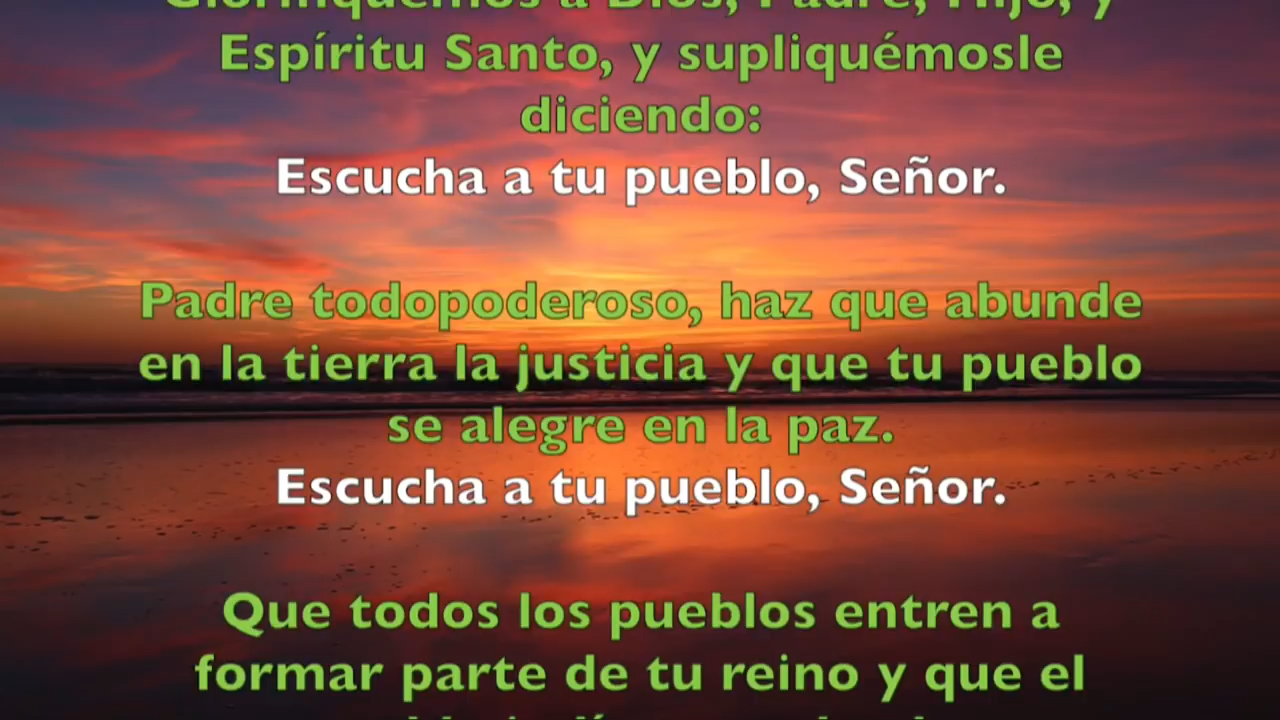 Glorifiquemos a Dios, Padre, Hijo, y
Espíritu Santo, y supliquémosle
diciendo:
Escucha a tu pueblo, Señor.
Padre todopoderoso, haz que abunde
en la tierra la justicia y que tu pueblo
se alegre en la paz.
Escucha a tu pueblo, Señor.
Que todos los pueblos entren a
formar parte de tu reino y que el